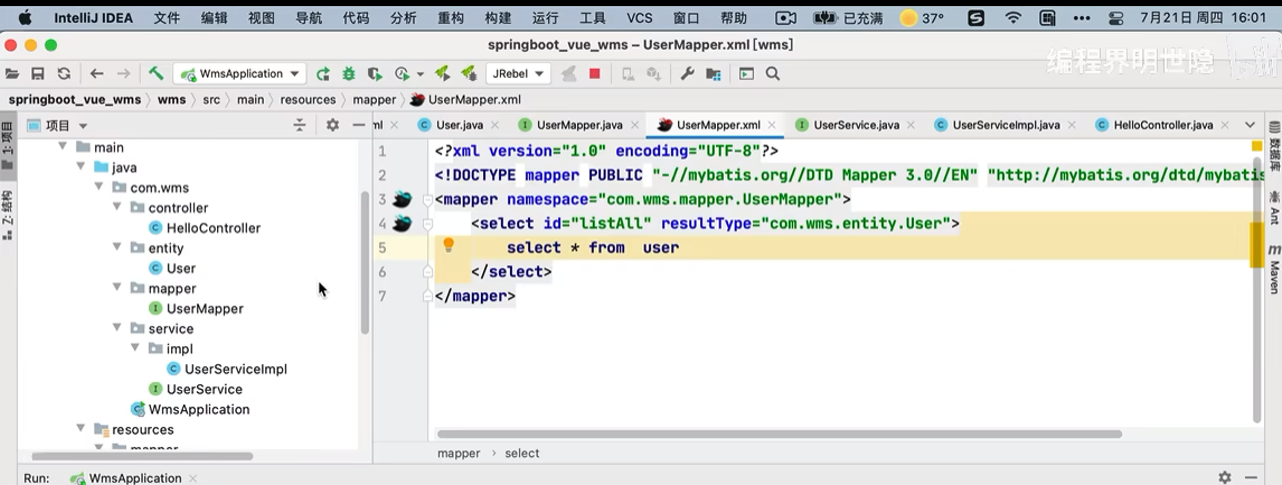 IntelliJ IDEA 文件 编辑 视图 导航 代码 分析 重构 构建 运行 工具 VCS 窗口 帮助 已充满 37° 7月21日 周四 16:01
springboot_vue_wms – UserMapper.xml [wms]
编程界明世隐
WmsApplication JRebel
springboot_vue_wms wms src main resources mapper UserMapper.xml
项目 ml User.java UserMapper.java UserMapper.xml UserService.java UserServiceImpl.java HelloController.java
1: 项目
Z: 结构
main
java
com.wms
controller
HelloController
entity
User
mapper
UserMapper
service
impl
UserServiceImpl
UserService
WmsApplication
resources
mapper
1 <?xml version="1.0" encoding="UTF-8"?>
2 <!DOCTYPE mapper PUBLIC "-//mybatis.org//DTD Mapper 3.0//EN" "http://mybatis.org/dtd/mybatis
3 <mapper namespace="com.wms.mapper.UserMapper">
4 <select id="listAll" resultType="com.wms.entity.User">
5 select * from user
6 </select>
7 </mapper>
数据库
Ant
m Maven
mapper › select
Run: WmsApplication